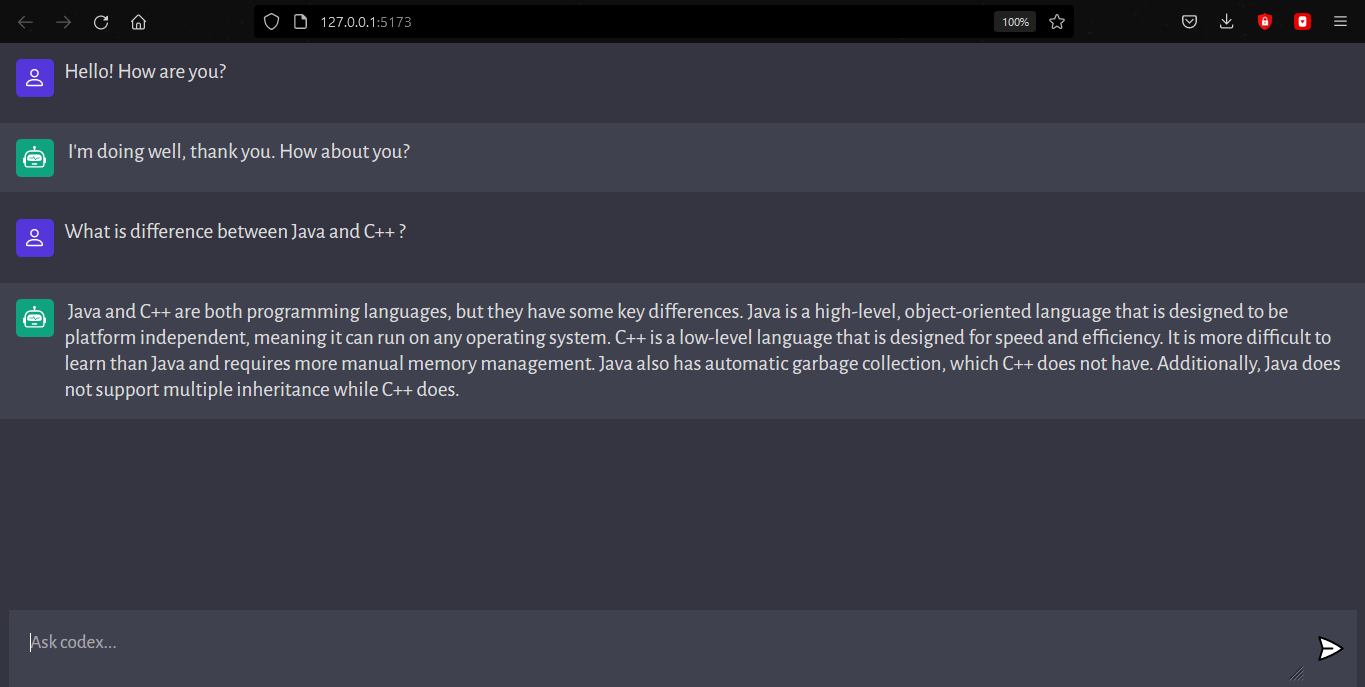 127.0.0.1:5173
100%
Hello! How are you?
I'm doing well, thank you. How about you?
What is difference between Java and C++ ?
Java and C++ are both programming languages, but they have some key differences. Java is a high-level, object-oriented language that is designed to be
platform independent, meaning it can run on any operating system. C++ is a low-level language that is designed for speed and efficiency. It is more difficult to
learn than Java and requires more manual memory management. Java also has automatic garbage collection, which C++ does not have. Additionally, Java does
not support multiple inheritance while C++ does.
Ask codex...